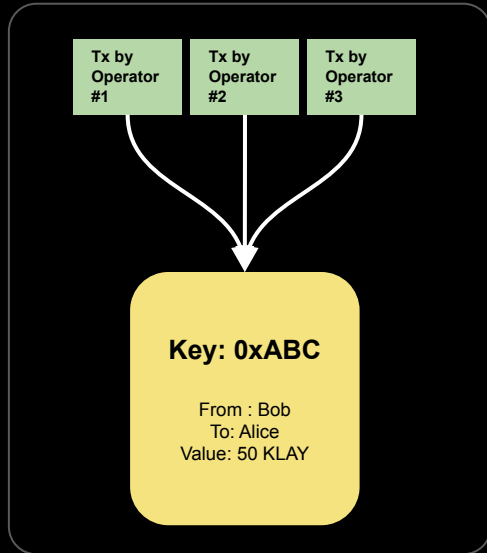 Tx by
Operator
#1
Tx by
Operator
#2
Tx by
Operator
#3
Key: 0xABC
From : Bob
To: Alice
Value: 50 KLAY